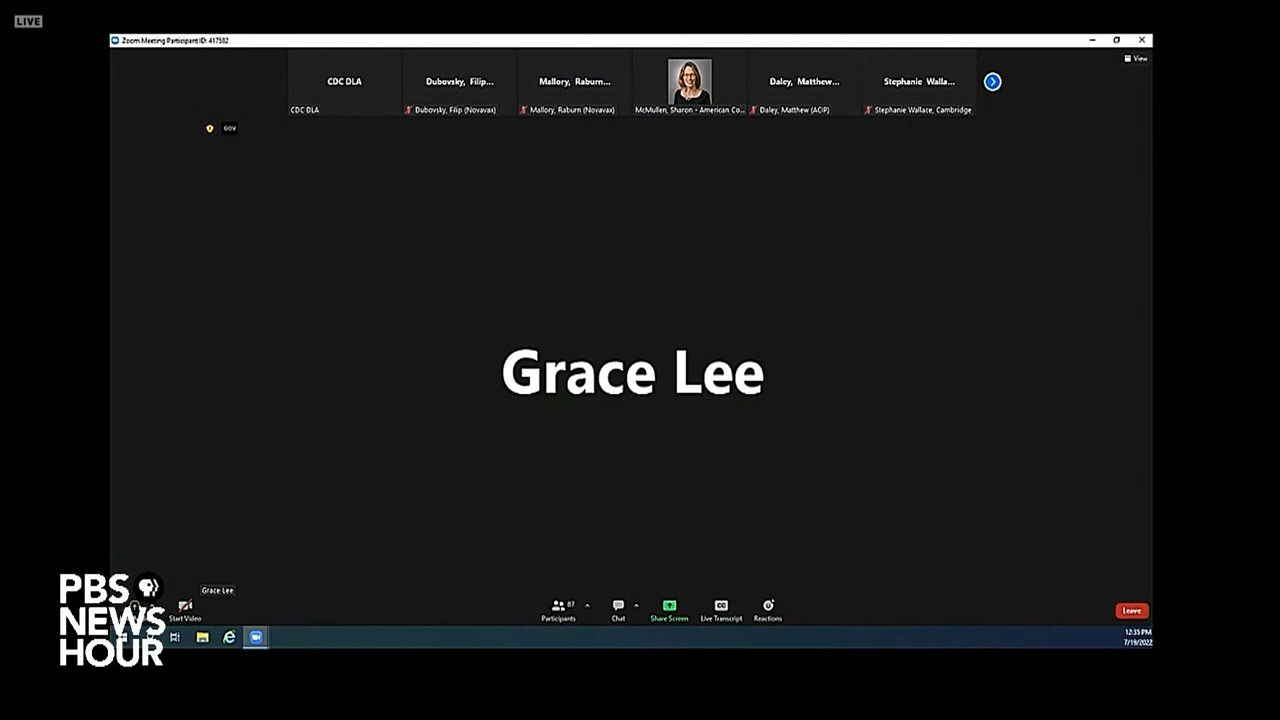 LIVE
Zoom Meeting Participant ID: 417502
View
CDC DLA
Dubovsky, Filip...
Mallory, Raburn...
Daley, Matthew...
Stephanie Walla...
CDC DLA
Dubovsky, Filip (Novavax)
Mallory, Raburn (Novavax)
McMullen, Sharon - American Co...
Daley, Matthew (ACIP)
Stephanie Wallace, Cambridge
GOV
Grace Lee
Grace Lee
Start Video
87
Participants
Chat
Share Screen
CC
Live Transcript
Reactions
Leave
12:35 PM
7/19/2022
PBS
NEWS
HOUR